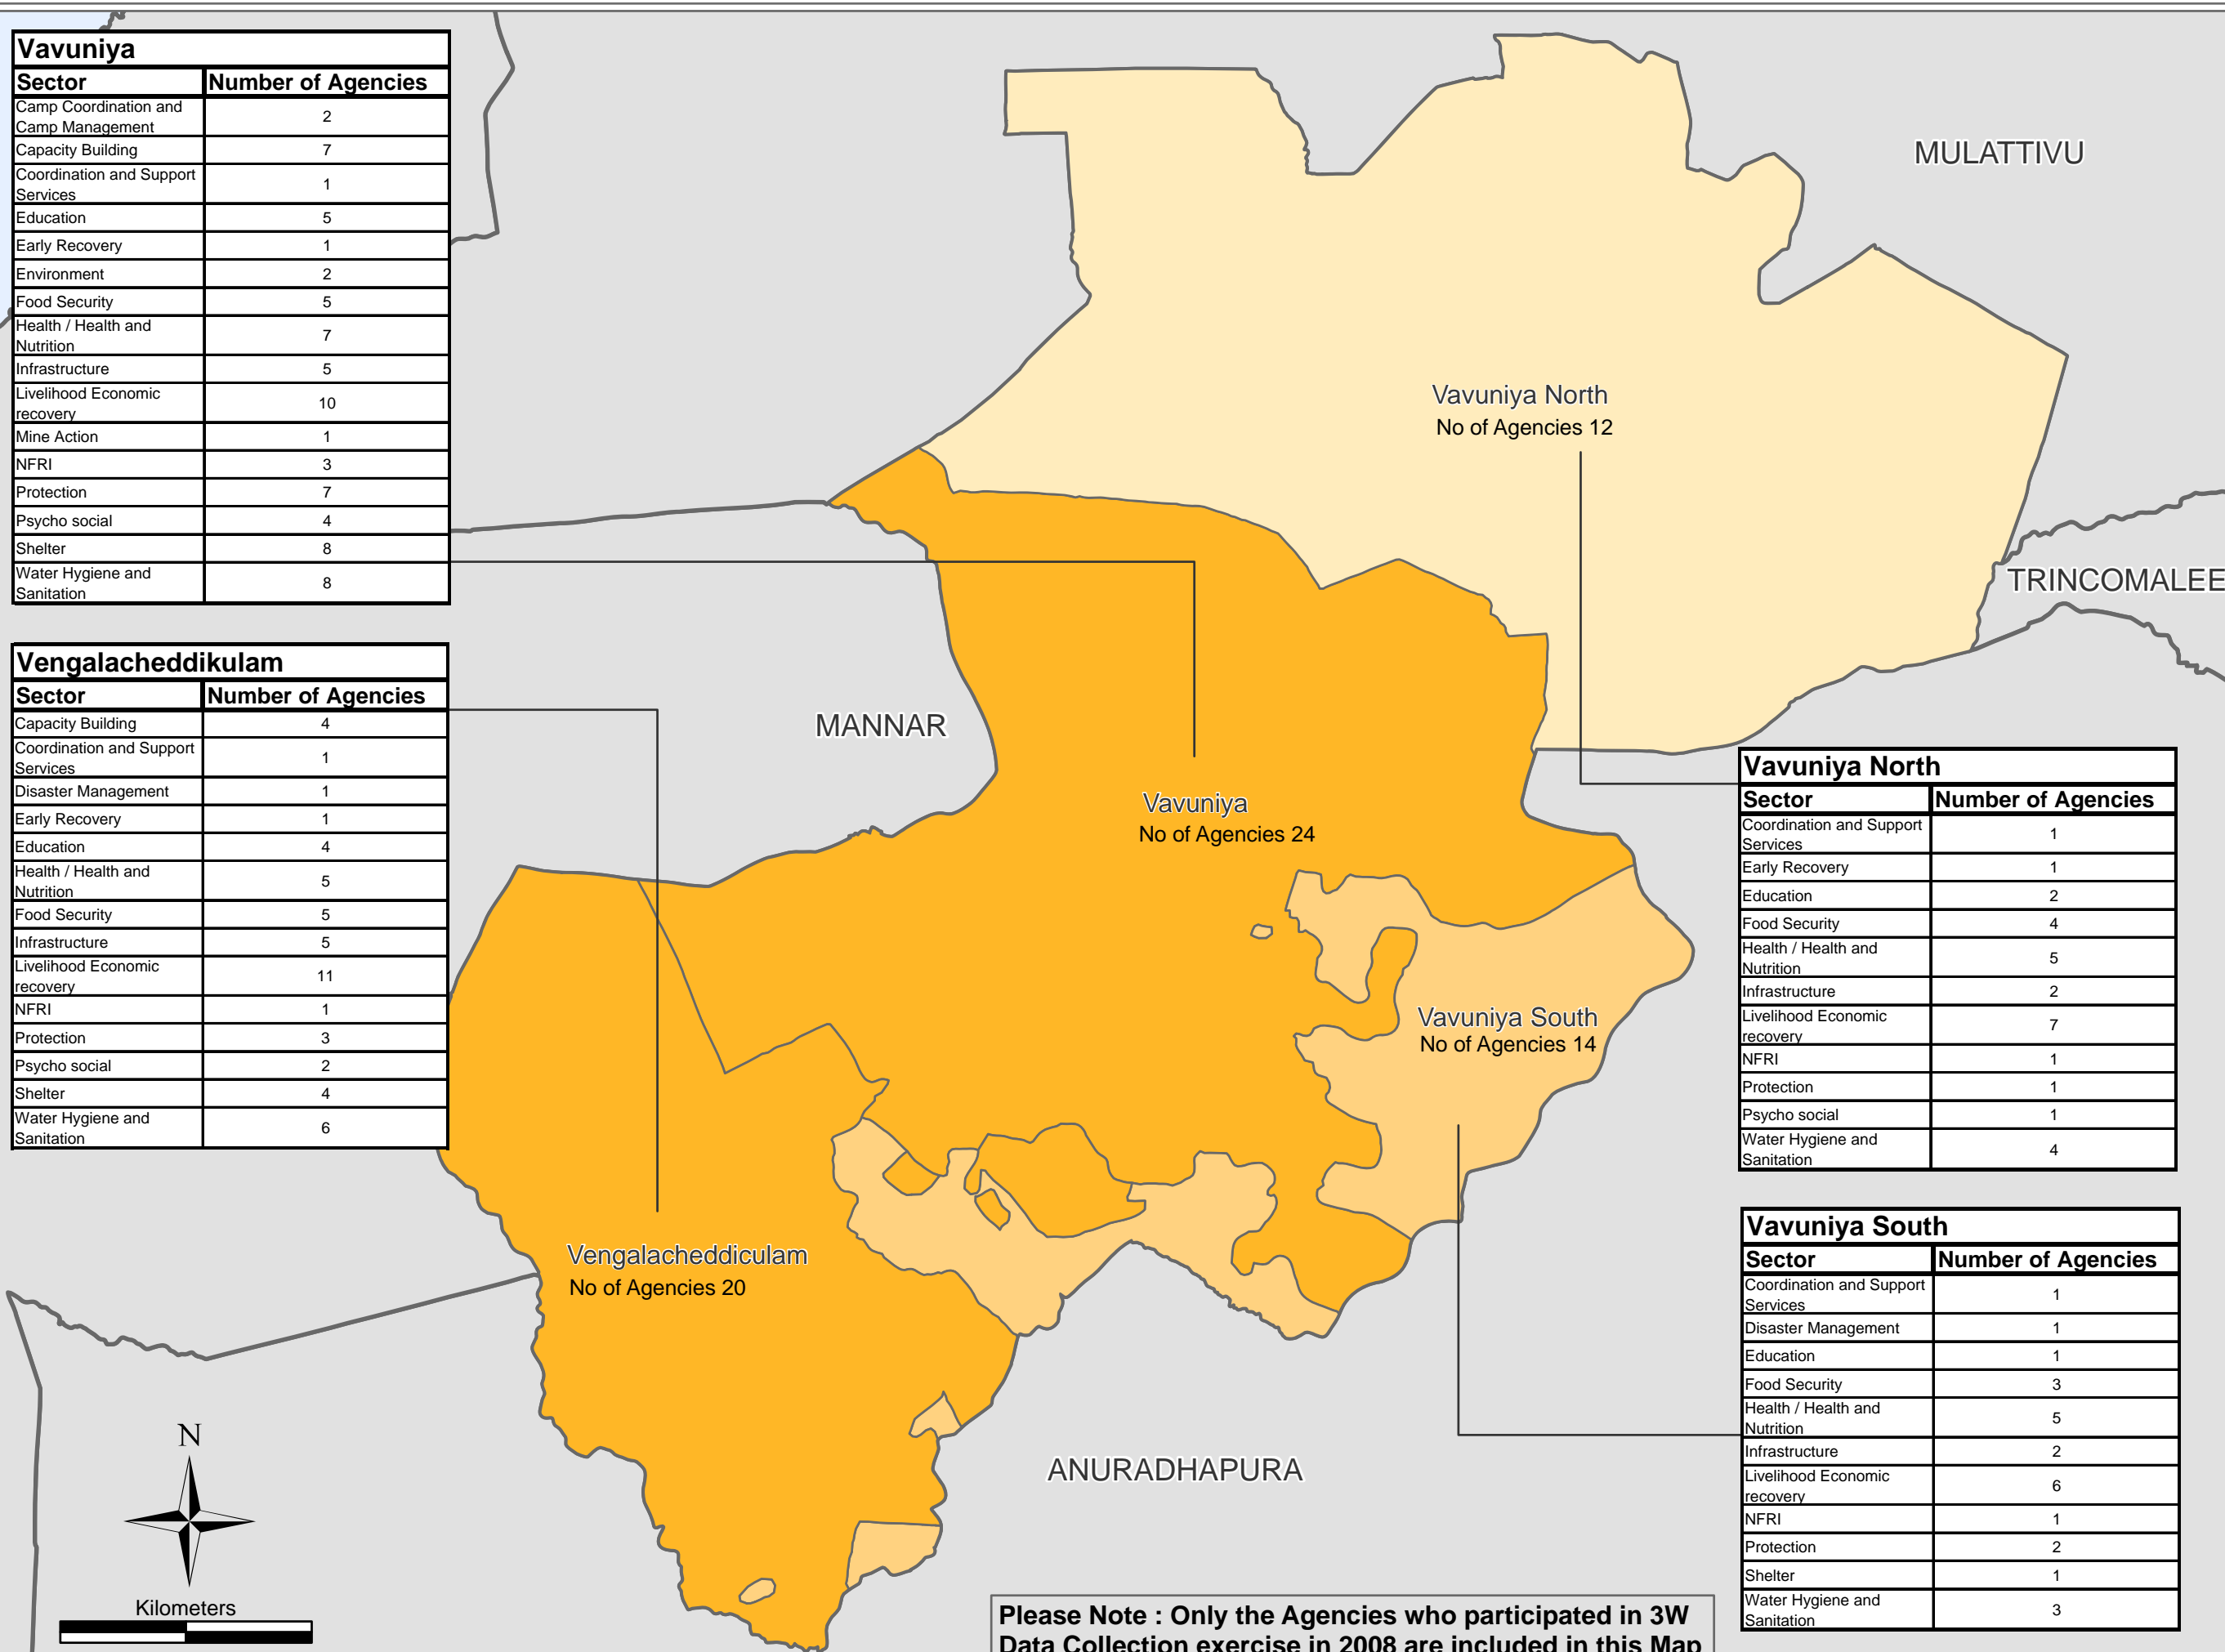 Vavuniya
Sector Number of Agencies
Camp Coordination and
Camp Management 2
Capacity Building 7
Coordination and Support
Services 1
Education 5
Early Recovery 1
Environment 2
Food Security 5
Health / Health and
Nutrition 7
Infrastructure 5
Livelihood Economic
recovery 10
Mine Action 1
NFRI 3
Protection 7
Psycho social 4
Shelter 8
Water Hygiene and
Sanitation 8
Vengalacheddikulam
Sector Number of Agencies
Capacity Building 4
Coordination and Support
Services 1
Disaster Management 1
Early Recovery 1
Education 4
Health / Health and
Nutrition 5
Food Security 5
Infrastructure 5
Livelihood Economic
recovery 11
NFRI 1
Protection 3
Psycho social 2
Shelter 4
Water Hygiene and
Sanitation 6
MULATTIVU
Vavuniya North
No of Agencies 12
TRINCOMALEE
MANNAR
Vavuniya
No of Agencies 24
Vavuniya South
No of Agencies 14
Vengalacheddiculam
No of Agencies 20
ANURADHAPURA
Vavuniya North
Sector Number of Agencies
Coordination and Support
Services 1
Early Recovery 1
Education 2
Food Security 4
Health / Health and
Nutrition 5
Infrastructure 2
Livelihood Economic
recovery 7
NFRI 1
Protection 1
Psycho social 1
Water Hygiene and
Sanitation 4
Vavuniya South
Sector Number of Agencies
Coordination and Support
Services 1
Disaster Management 1
Education 1
Food Security 3
Health / Health and
Nutrition 5
Infrastructure 2
Livelihood Economic
recovery 6
NFRI 1
Protection 2
Shelter 1
Water Hygiene and
Sanitation 3
N
Kilometers
Please Note : Only the Agencies who participated in 3W
Data Collection exercise in 2008 are included in this Map